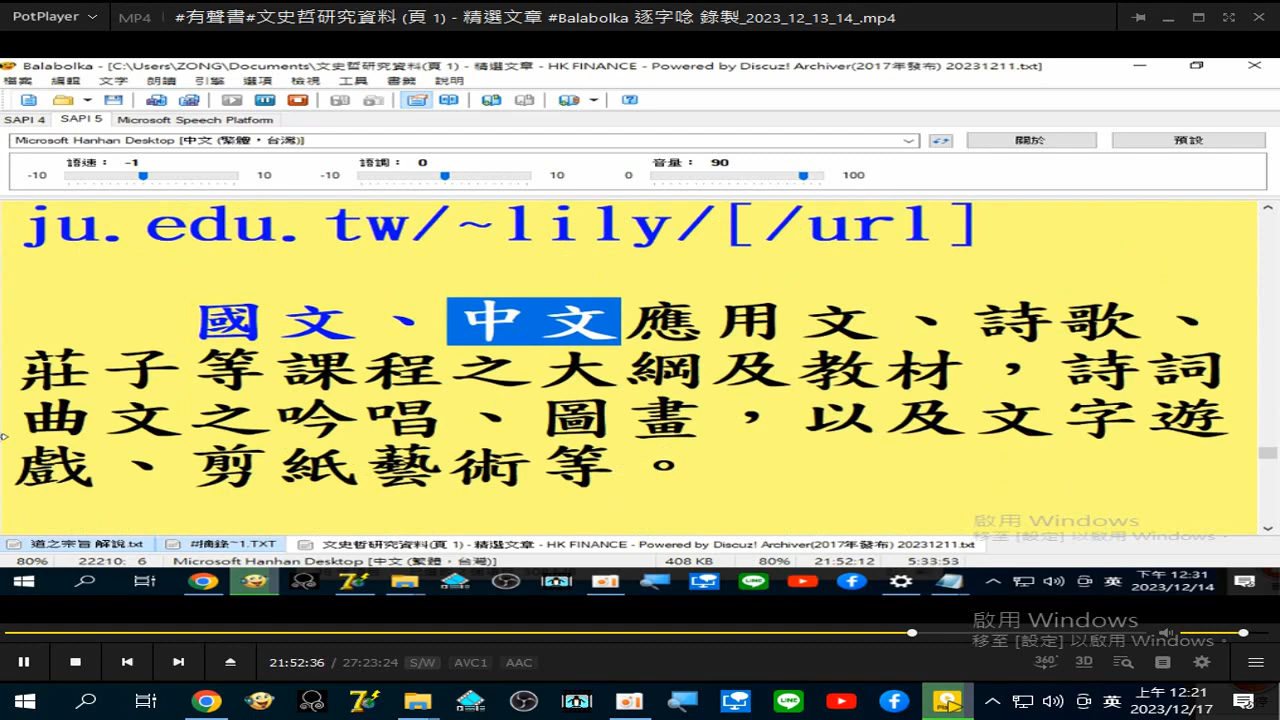 PotPlayer MP4 #有聲書#文史哲研究資料 (頁 1) - 精選文章 #Balabolka 逐字唸 錄製_2023_12_13_14_.mp4
Balabolka - [C:\Users\ZONG\Documents\文史哲研究資料(頁 1) - 精選文章 - HK FINANCE - Powered by Discuz! Archiver(2017年發布) 20231211.txt]
檔案 編輯 文字 朗讀 引擎 選項 檢視 工具 書籤 說明
SAPI 4 SAPI 5 Microsoft Speech Platform
Microsoft Hanhan Desktop [中文 (繁體，台灣)] 關於 預設
語速： -1 語調： 0 音量： 90
-10 10 -10 10 0 100
ju.edu.tw/~lily/[/url]
國文、中文應用文、詩歌、
莊子等課程之大綱及教材，詩詞
曲文之吟唱、圖畫，以及文字遊
戲、剪紙藝術等。
啟用 Windows
移至 [設定] 以啟用 Windows。
道之宗旨 解說.txt #摘錄~1.TXT 文史哲研究資料(頁 1) - 精選文章 - HK FINANCE - Powered by Discuz! Archiver(2017年發布) 20231211.txt
80% 22210: 6 Microsoft Hanhan Desktop [中文 (繁體，台灣)] 408 KB 80% 21:52:12 5:33:53
英 下午 12:31
2023/12/14
啟用 Windows
移至 [設定] 以啟用 Windows。
21:52:36 / 27:23:24 S/W AVC1 AAC 360° 3D
英 上午 12:21
2023/12/17